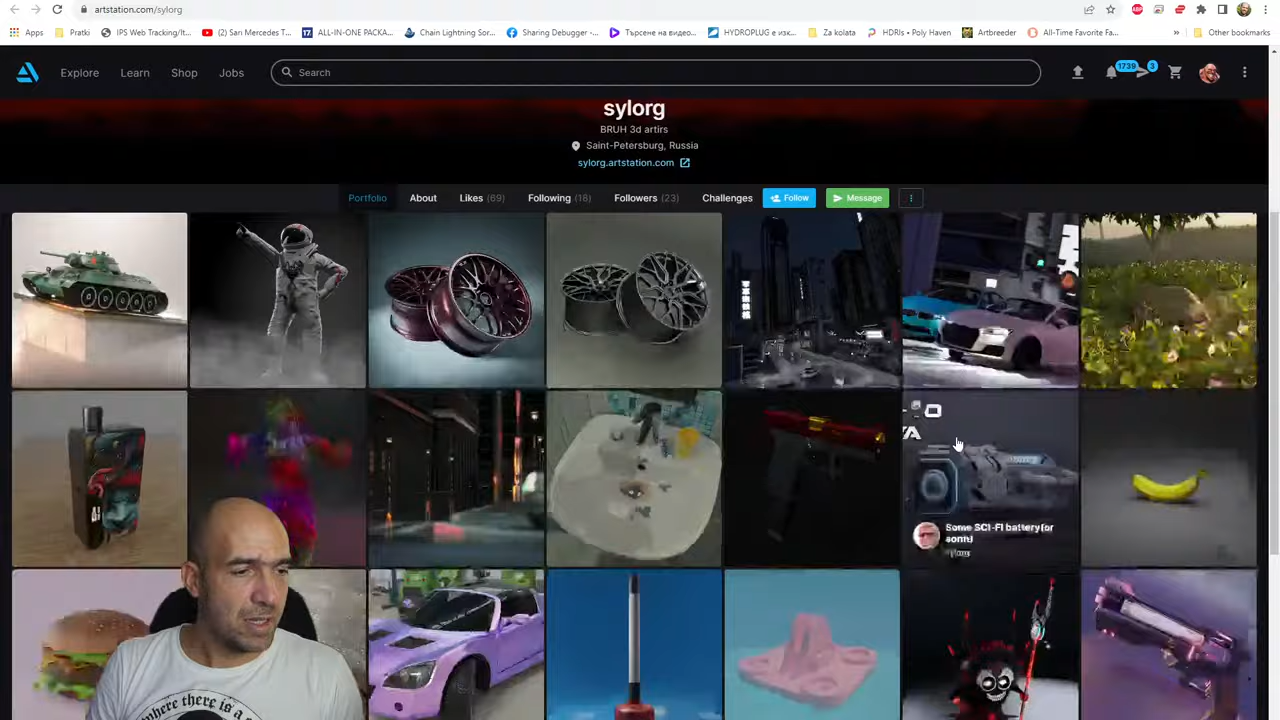 artstation.com/sylorg
Apps
Pratki
IPS Web Tracking/It...
(2) Sari Mercedes T...
ALL-IN-ONE PACKA...
Chain Lightning Sor...
Sharing Debugger -...
Търсене на видео...
HYDROPLUG e изк...
Za kolata
HDRIs • Poly Haven
Artbreeder
All-Time Favorite Fa...
»
Other bookmarks
Explore
Learn
Shop
Jobs
Search
1739
3
sylorg
BRUH 3d artirs
Saint-Petersburg, Russia
sylorg.artstation.com
Portfolio
About
Likes (69)
Following (18)
Followers (23)
Challenges
Follow
Message
Some SCI-FI battery(or